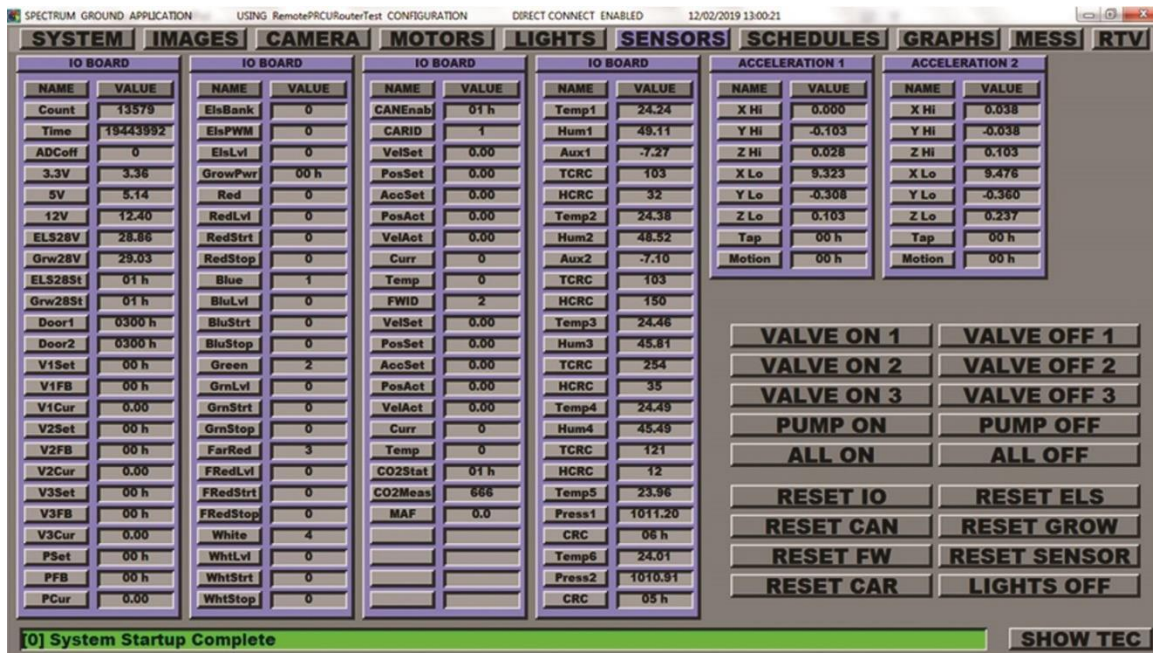 SPECTRUM GROUND APPLICATION USING RemotePRCURouterTest CONFIGURATION DIRECT CONNECT ENABLED 12/02/2019 13:00:21
SYSTEM IMAGES CAMERA MOTORS LIGHTS SENSORS SCHEDULES GRAPHS MESS RTV
IO BOARD IO BOARD IO BOARD IO BOARD ACCELERATION 1 ACCELERATION 2
NAME VALUE NAME VALUE NAME VALUE NAME VALUE NAME VALUE NAME VALUE
Count 13579 ElsBank 0 CANEnab 01 h Temp1 24.24 X Hi 0.000 X Hi 0.038
Time 19443992 ElsPWM 0 CARID 1 Hum1 49.11 Y Hi -0.103 Y Hi -0.038
ADCoff 0 ElsLvl 0 VelSet 0.00 Aux1 -7.27 Z Hi 0.028 Z Hi 0.103
3.3V 3.36 GrowPwr 00 h PosSet 0.00 TCRC 103 X Lo 9.323 X Lo 9.476
5V 5.14 Red 0 AccSet 0.00 HCRC 32 Y Lo -0.308 Y Lo -0.360
12V 12.40 RedLvl 0 PosAct 0.00 Temp2 24.38 Z Lo 0.103 Z Lo 0.237
ELS28V 28.86 RedStrt 0 VelAct 0.00 Hum2 48.52 Tap 00 h Tap 00 h
Grw28V 29.03 RedStop 0 Curr 0 Aux2 -7.10 Motion 00 h Motion 00 h
ELS28St 01 h Blue 1 Temp 0 TCRC 103
Grw28St 01 h BluLvl 0 FWID 2 HCRC 150
Door1 0300 h BluStrt 0 VelSet 0.00 Temp3 24.46 VALVE ON 1 VALVE OFF 1
Door2 0300 h BluStop 0 PosSet 0.00 Hum3 45.81
V1Set 00 h Green 2 AccSet 0.00 TCRC 254 VALVE ON 2 VALVE OFF 2
V1FB 00 h GrnLvl 0 PosAct 0.00 HCRC 35 VALVE ON 3 VALVE OFF 3
V1Cur 0.00 GrnStrt 0 VelAct 0.00 Temp4 24.49
V2Set 00 h GrnStop 0 Curr 0 Hum4 45.49 PUMP ON PUMP OFF
V2FB 00 h FarRed 3 Temp 0 TCRC 121 ALL ON ALL OFF
V2Cur 0.00 FRedLvl 0 CO2Stat 01 h HCRC 12
V3Set 00 h FRedStrt 0 CO2Meas 666 Temp5 23.96 RESET IO RESET ELS
V3FB 00 h FRedStop 0 MAF 0.0 Press1 1011.20
V3Cur 0.00 White 4 CRC 06 h RESET CAN RESET GROW
PSet 00 h WhtLvl 0 Temp6 24.01 RESET FW RESET SENSOR
PFB 00 h WhtStrt 0 Press2 1010.91
PCur 0.00 WhtStop 0 CRC 05 h RESET CAR LIGHTS OFF
[0] System Startup Complete SHOW TEC